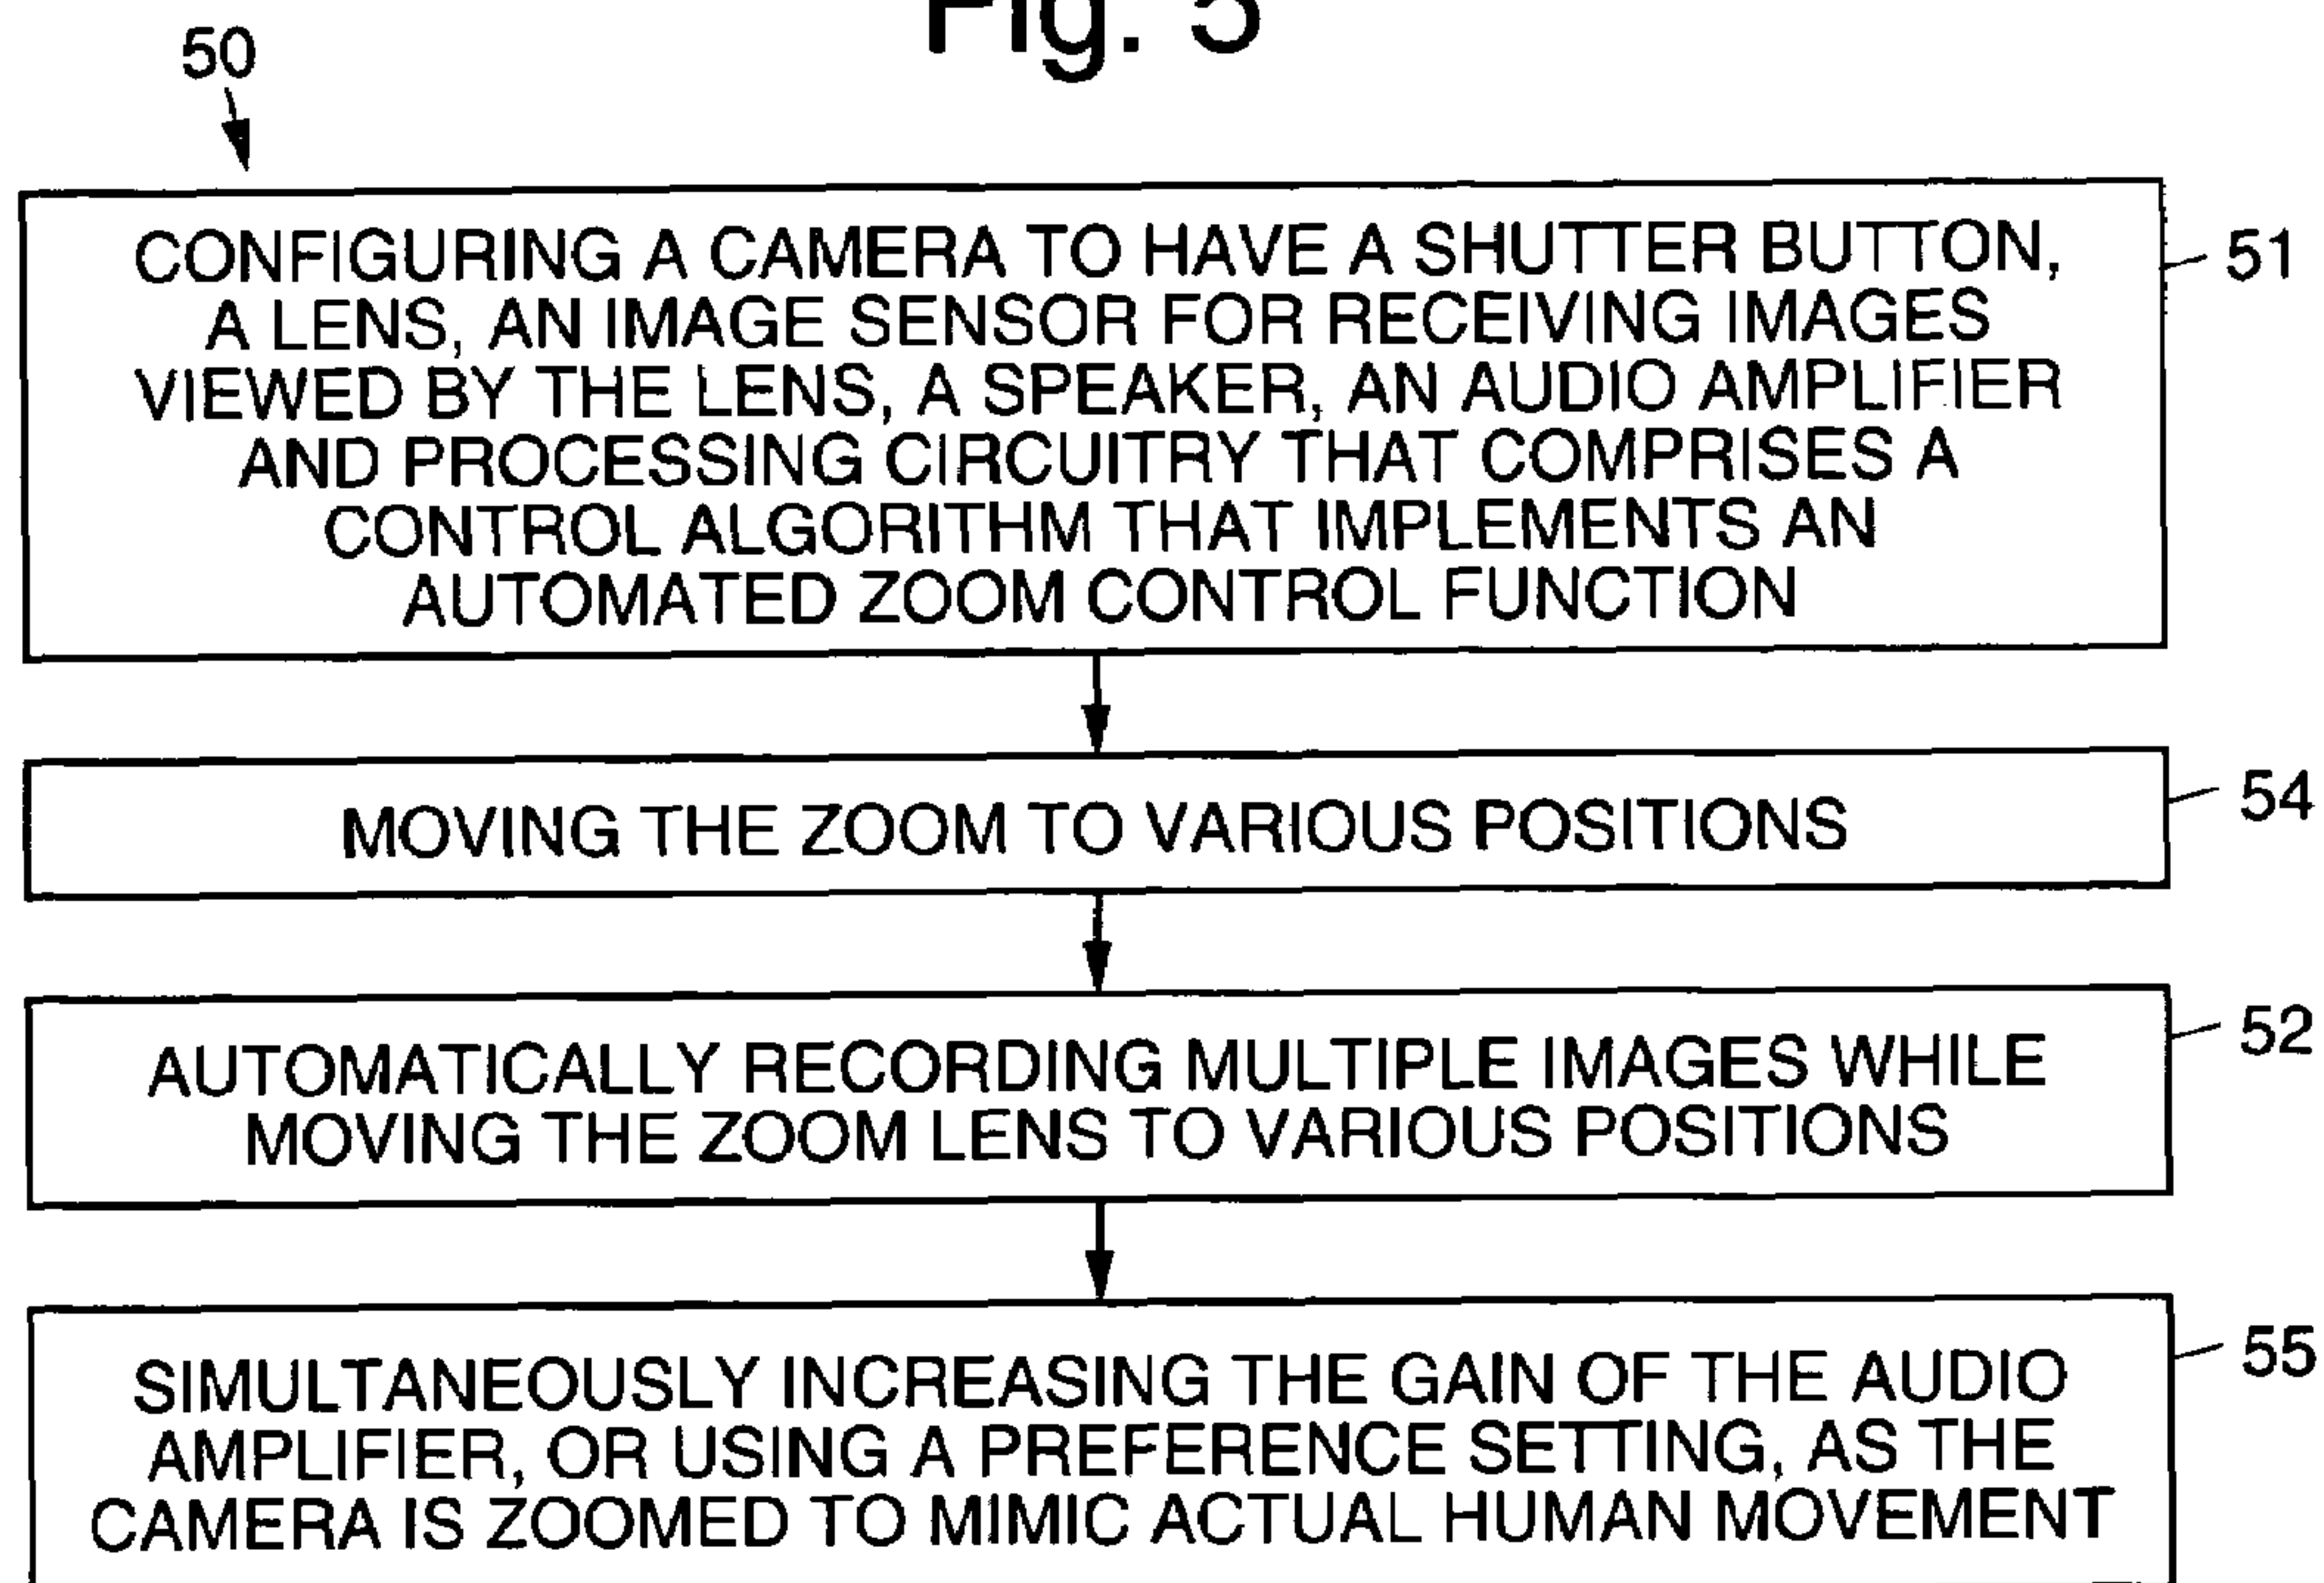 Fig. 5
50
CONFIGURING A CAMERA TO HAVE A SHUTTER BUTTON,
A LENS, AN IMAGE SENSOR FOR RECEIVING IMAGES
VIEWED BY THE LENS, A SPEAKER, AN AUDIO AMPLIFIER
AND PROCESSING CIRCUITRY THAT COMPRISES A
CONTROL ALGORITHM THAT IMPLEMENTS AN
AUTOMATED ZOOM CONTROL FUNCTION
51
MOVING THE ZOOM TO VARIOUS POSITIONS
54
AUTOMATICALLY RECORDING MULTIPLE IMAGES WHILE
MOVING THE ZOOM LENS TO VARIOUS POSITIONS
52
SIMULTANEOUSLY INCREASING THE GAIN OF THE AUDIO
AMPLIFIER, OR USING A PREFERENCE SETTING, AS THE
CAMERA IS ZOOMED TO MIMIC ACTUAL HUMAN MOVEMENT
55